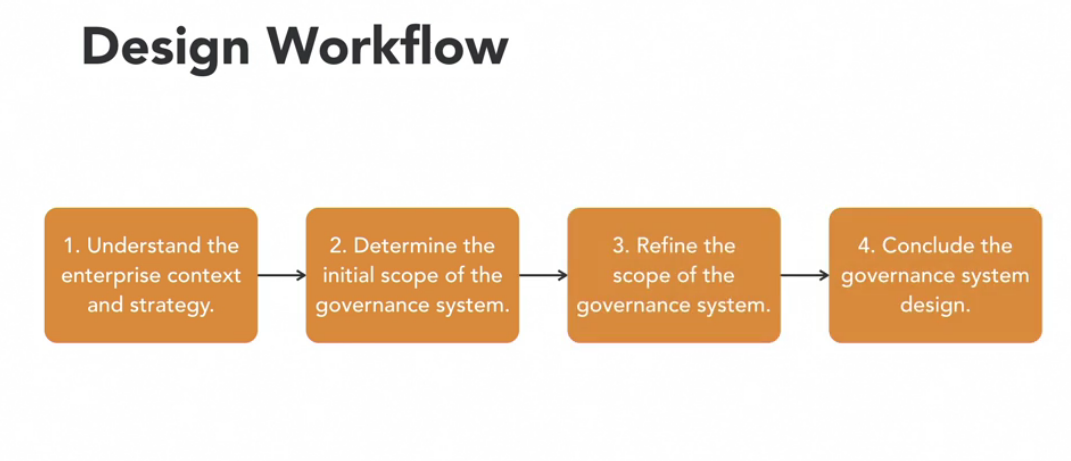 Design Workflow
1. Understand the
enterprise context
and strategy.
2. Determine the
initial scope of the
governance system.
3. Refine the
scope of the
governance system.
4. Conclude the
governance system
design.